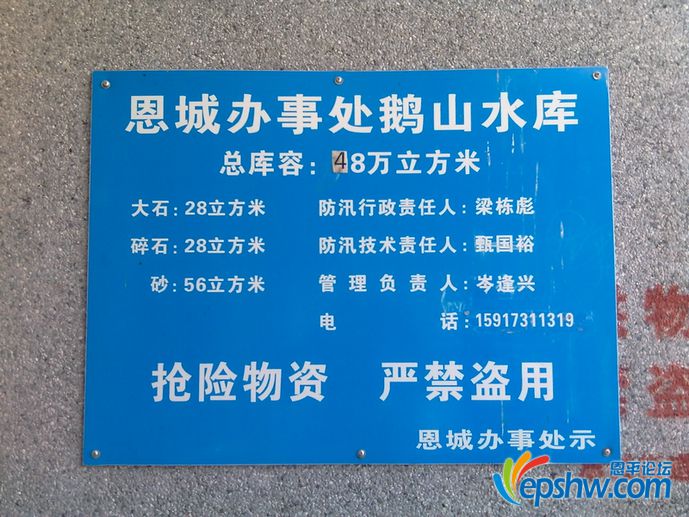 恩城办事处鹅山水库
总库容：48万立方米
大石：28立方米 防汛行政责任人：梁栋彪
碎石：28立方米 防汛技术责任人：甄国裕
砂：56立方米 管理负责人：岑逢兴
电话：15917311319
抢险物资 严禁盗用
恩城办事处示
物
盗
恩平论坛
epshw.com